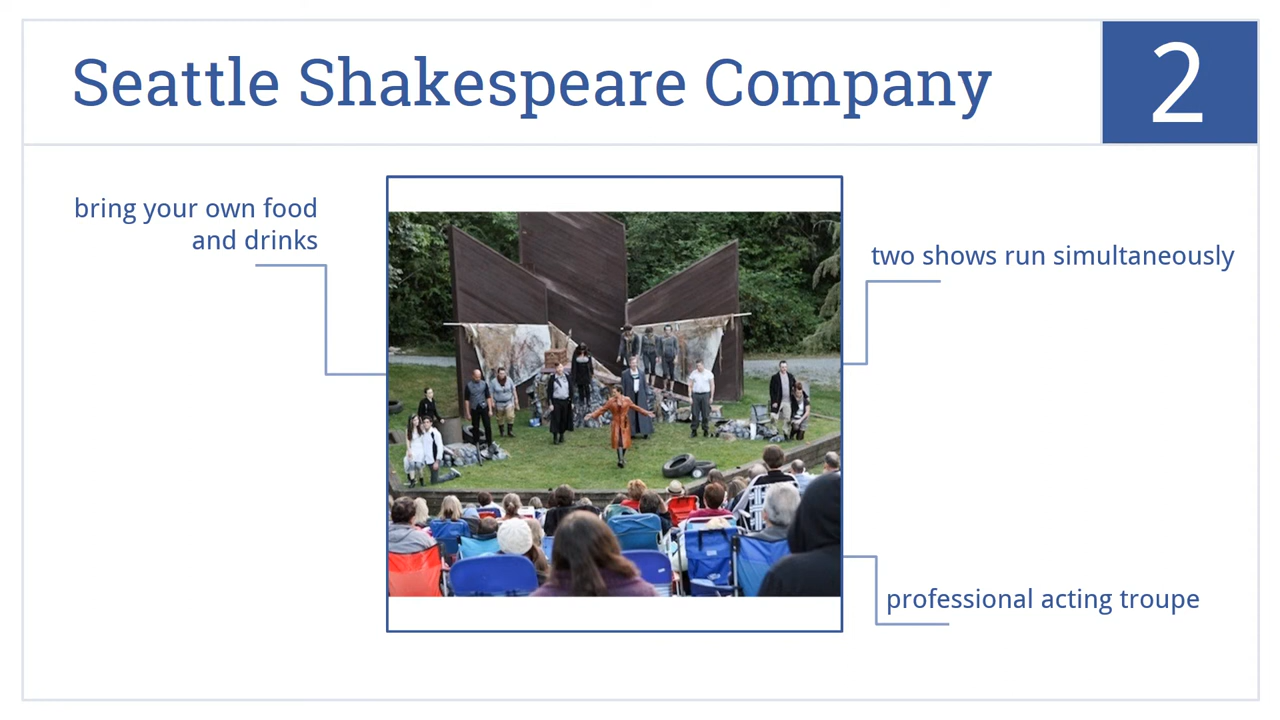 Seattle Shakespeare Company
2
bring your own food
and drinks
two shows run simultaneously
professional acting troupe